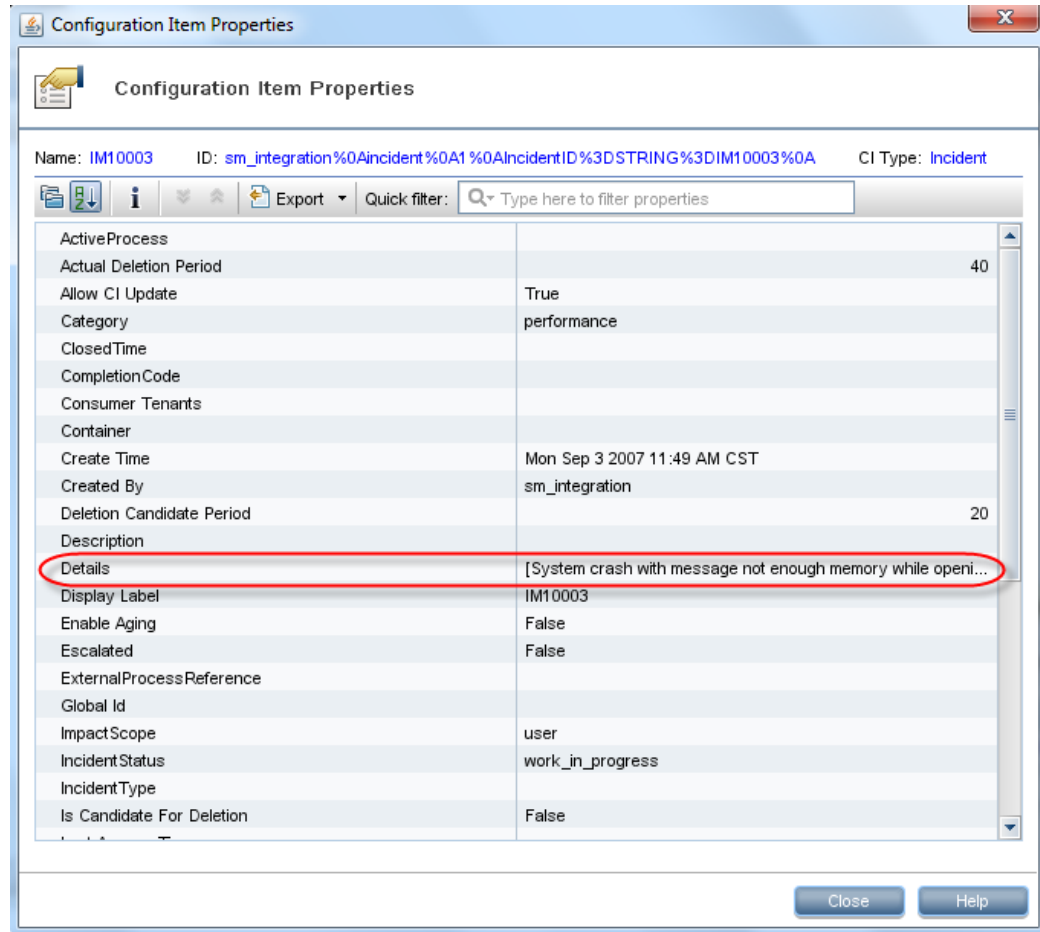 Configuration Item Properties
Configuration Item Properties
Name: IM10003 ID: sm_integration%0Aincident%0A1%0AIncidentID%3DSTRING%3DIM10003%0A CI Type: Incident
Export Quick filter: Type here to filter properties
ActiveProcess
Actual Deletion Period 40
Allow CI Update True
Category performance
ClosedTime
CompletionCode
Consumer Tenants
Container
Create Time Mon Sep 3 2007 11:49 AM CST
Created By sm_integration
Deletion Candidate Period 20
Description
Details [System crash with message not enough memory while openi...
Display Label IM10003
Enable Aging False
Escalated False
ExternalProcessReference
Global Id
ImpactScope user
IncidentStatus work_in_progress
IncidentType
Is Candidate For Deletion False
Close Help